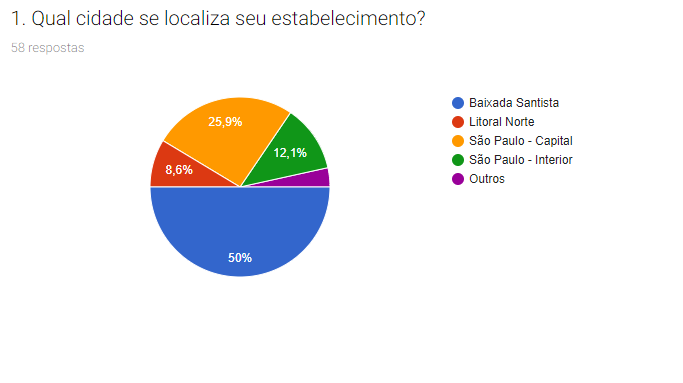 1. Qual cidade se localiza seu estabelecimento?
58 respostas
25,9%
12,1%
8,6%
50%
Baixada Santista
Litoral Norte
São Paulo - Capital
São Paulo - Interior
Outros